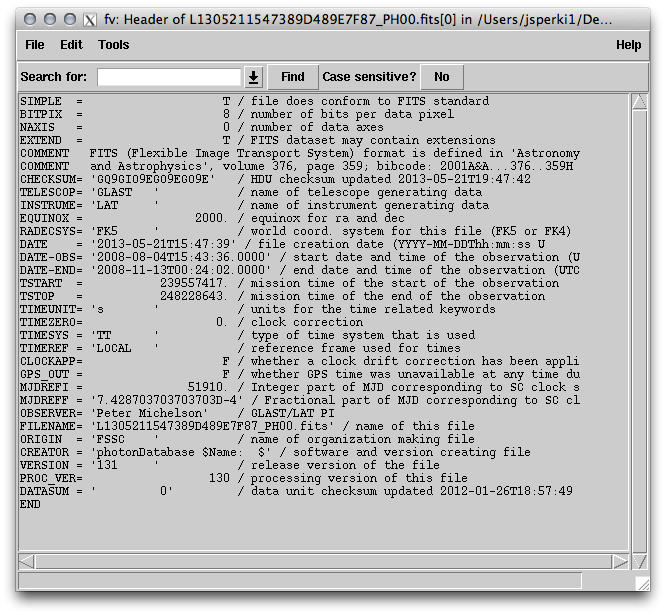 fv: Header of L1305211547389D489E7F87_PH00.fits[0] in /Users/jsperki1/De...
File Edit Tools Help
Search for: Find Case sensitive? No
SIMPLE  =                    T / file does conform to FITS standard
BITPIX  =                    8 / number of bits per data pixel
NAXIS   =                    0 / number of data axes
EXTEND  =                    T / FITS dataset may contain extensions
COMMENT   FITS (Flexible Image Transport System) format is defined in 'Astronomy
COMMENT   and Astrophysics', volume 376, page 359; bibcode: 2001A&A...376..359H
CHECKSUM= 'GQ9GIO9EGO9EGO9E'   / HDU checksum updated 2013-05-21T19:47:42
TELESCOP= 'GLAST   '           / name of telescope generating data
INSTRUME= 'LAT     '           / name of instrument generating data
EQUINOX =                2000. / equinox for ra and dec
RADECSYS= 'FK5     '           / world coord. system for this file (FK5 or FK4)
DATE    = '2013-05-21T15:47:39' / file creation date (YYYY-MM-DDThh:mm:ss U
DATE-OBS= '2008-08-04T15:43:36.0000' / start date and time of the observation (U
DATE-END= '2008-11-13T00:24:02.0000' / end date and time of the observation (UTC
TSTART  =           239557417. / mission time of the start of the observation
TSTOP   =           248228643. / mission time of the end of the observation
TIMEUNIT= 's       '           / units for the time related keywords
TIMEZERO=                   0. / clock correction
TIMESYS = 'TT      '           / type of time system that is used
TIMEREF = 'LOCAL   '           / reference frame used for times
CLOCKAPP=                    F / whether a clock drift correction has been appli
GPS_OUT =                    F / whether GPS time was unavailable at any time du
MJDREFI =               51910. / Integer part of MJD corresponding to SC clock s
MJDREFF = '7.428703703703703D-4' / Fractional part of MJD corresponding to SC cl
OBSERVER= 'Peter Michelson'    / GLAST/LAT PI
FILENAME= 'L1305211547389D489E7F87_PH00.fits' / name of this file
ORIGIN  = 'FSSC    '           / name of organization making file
CREATOR = 'photonDatabase $Name:  $' / software and version creating file
VERSION = '131     '           / release version of the file
PROC_VER=                  130 / processing version of this file
DATASUM = '         0'         / data unit checksum updated 2012-01-26T18:57:49
END